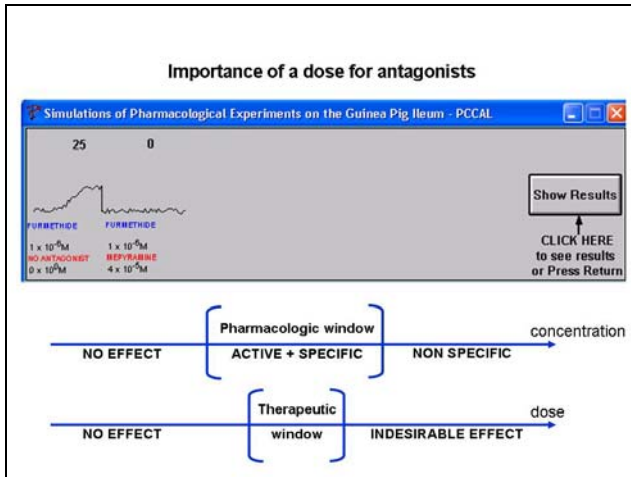 Importance of a dose for antagonists
Simulations of Pharmacological Experiments on the Guinea Pig Ileum - PCCAL
25 0
Show Results
FURMETHIDE FURMETHIDE
1 x 10⁻⁶M 1 x 10⁻⁶M
NO ANTAGONIST MEPYRAMINE
0 x 10⁰M 4 x 10⁻⁵M
CLICK HERE
to see results
or Press Return
Pharmacologic window
concentration
NO EFFECT ACTIVE + SPECIFIC NON SPECIFIC
Therapeutic
dose
NO EFFECT window INDESIRABLE EFFECT